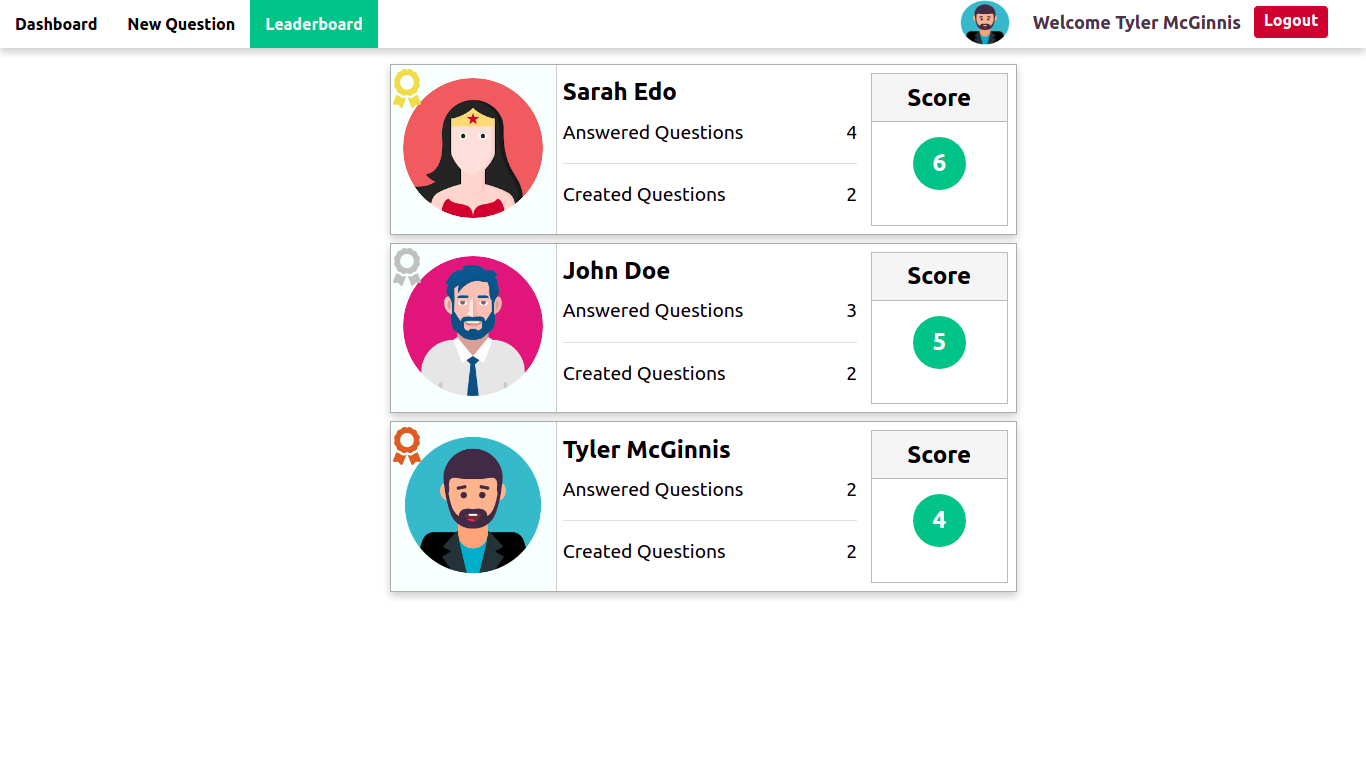 Dashboard New Question Leaderboard Welcome Tyler McGinnis Logout
Sarah Edo
Answered Questions 4
Created Questions 2
Score
6
John Doe
Answered Questions 3
Created Questions 2
Score
5
Tyler McGinnis
Answered Questions 2
Created Questions 2
Score
4